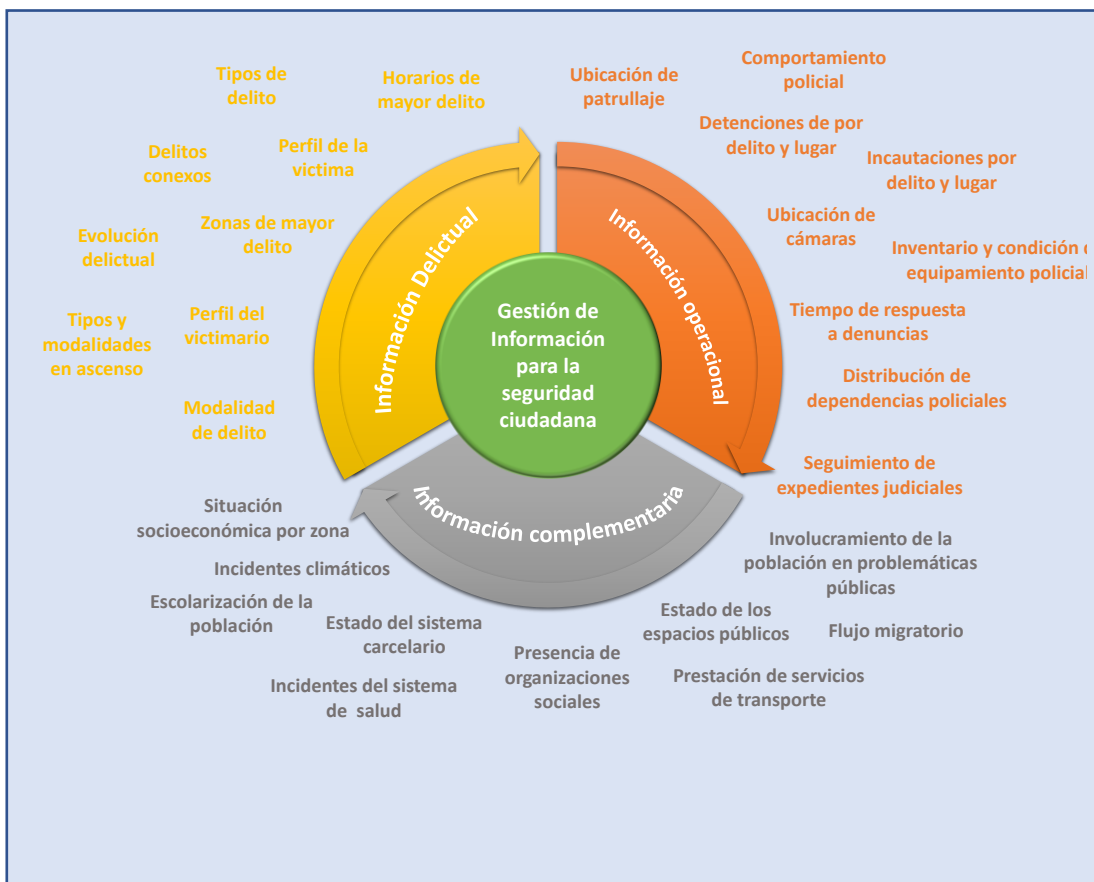 Tipos de
delito
Horarios de
mayor delito
Delitos
conexos
Perfil de la
victima
Evolución
delictual
Zonas de mayor
delito
Tipos y
modalidades
en ascenso
Perfil del
victimario
Modalidad
de delito
Información Delictual
Ubicación de
patrullaje
Comportamiento
policial
Detenciones de por
delito y lugar
Incautaciones por
delito y lugar
Ubicación de
cámaras
Inventario y condición
equipamiento policial
Tiempo de respuesta
a denuncias
Distribución de
dependencias policiales
Seguimiento de
expedientes judiciales
Información operacional
Gestión de
Información
para la
seguridad
ciudadana
Información complementaria
Situación
socioeconómica por zona
Incidentes climáticos
Escolarización de la
población
Estado del sistema
carcelario
Incidentes del sistema
de salud
Presencia de
organizaciones
sociales
Estado de los
espacios públicos
Prestación de servicios
de transporte
Involucramiento de la
población en problemáticas
públicas
Flujo migratorio